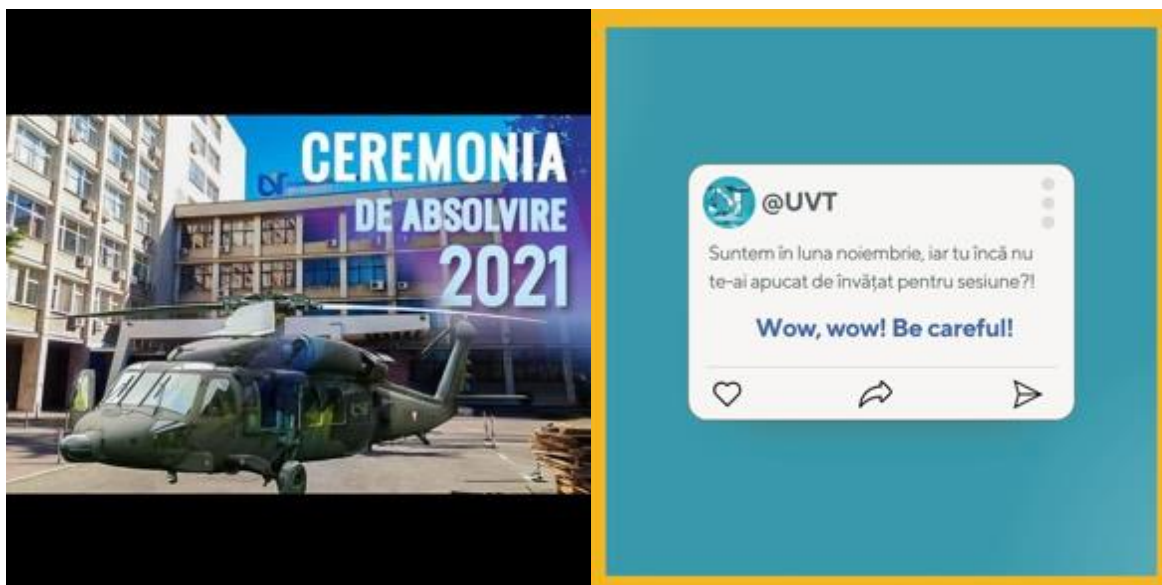 CEREMONIA
DE ABSOLVIRE
2021
@UVT
Suntem în luna noiembrie, iar tu încă nu
te-ai apucat de învățat pentru sesiune?!
Wow, wow! Be careful!